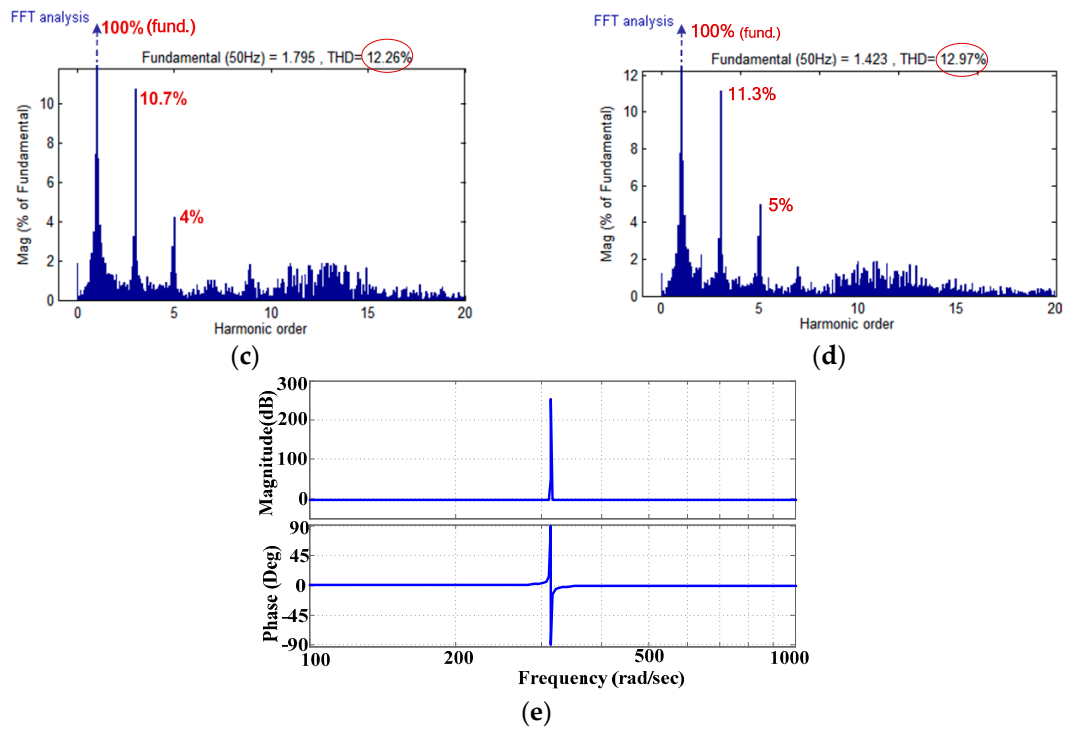 FFT analysis
100% (fund.)
Fundamental (50Hz) = 1.795 , THD= 12.26%
10.7%
4%
Mag (% of Fundamental)
10
8
6
4
2
0
0 5 10 15 20
Harmonic order
(c)
FFT analysis
100% (fund.)
Fundamental (50Hz) = 1.423 , THD= 12.97%
11.3%
5%
Mag (% of Fundamental)
12
10
8
6
4
2
0
0 5 10 15 20
Harmonic order
(d)
Magnitude(dB)
300
200
100
0
Phase (Deg)
90
45
0
-45
-90
100 200 500 1000
Frequency (rad/sec)
(e)